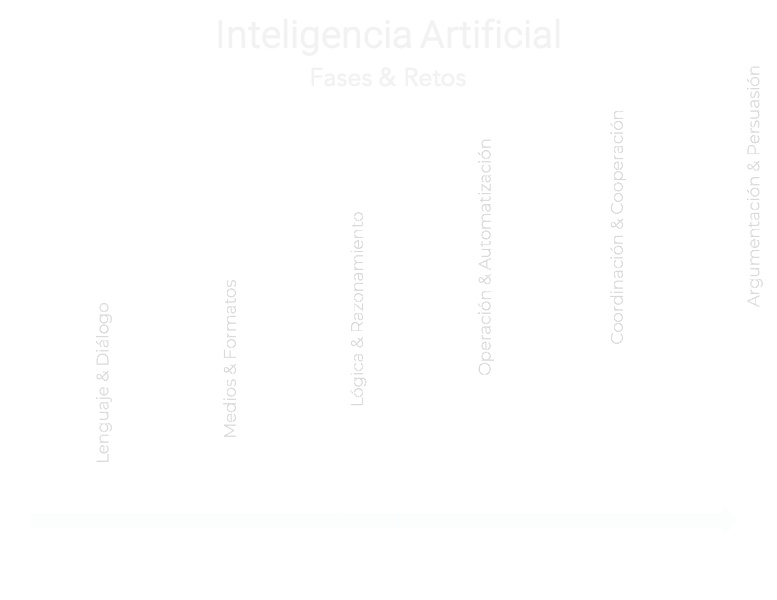 Inteligencia Artificial
Fases & Retos
Lenguaje & Diálogo
Medios & Formatos
Lógica & Razonamiento
Operación & Automatización
Coordinación & Cooperación
Argumentación & Persuasión